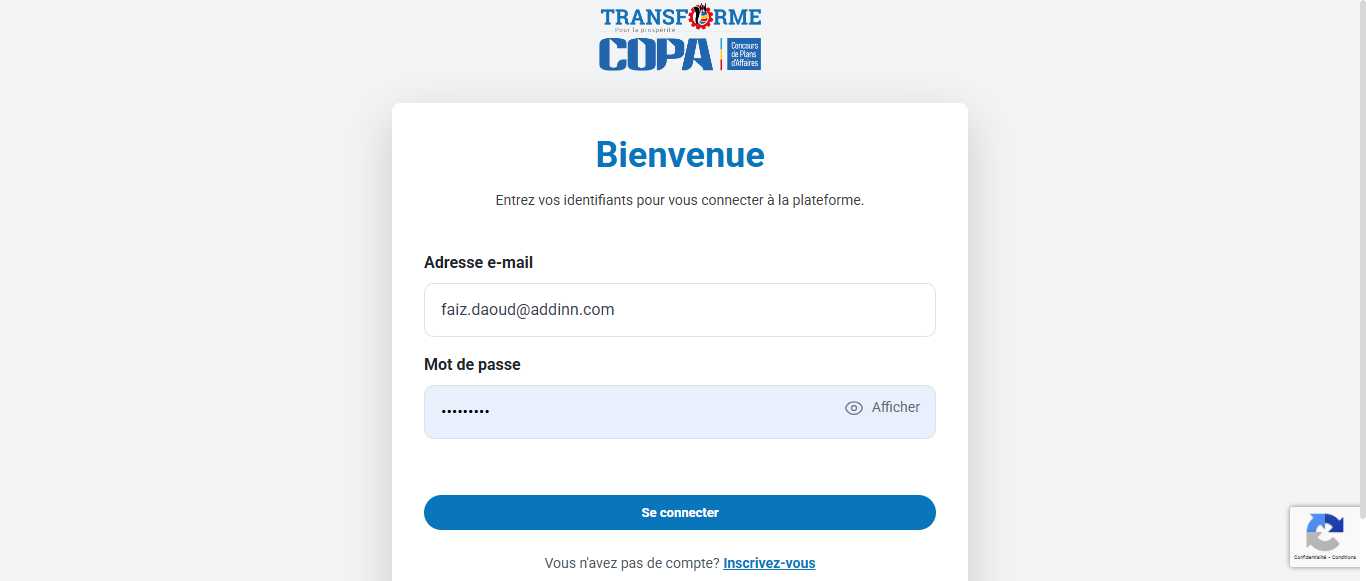 TRANSFORME
Pour la prospérité
COPA
Concours
de Plans
d'Affaires
Bienvenue
Entrez vos identifiants pour vous connecter à la plateforme.
Adresse e-mail
faiz.daoud@addinn.com
Mot de passe
•••••••••
Afficher
Se connecter
Vous n'avez pas de compte? Inscrivez-vous
Confidentialité - Conditions